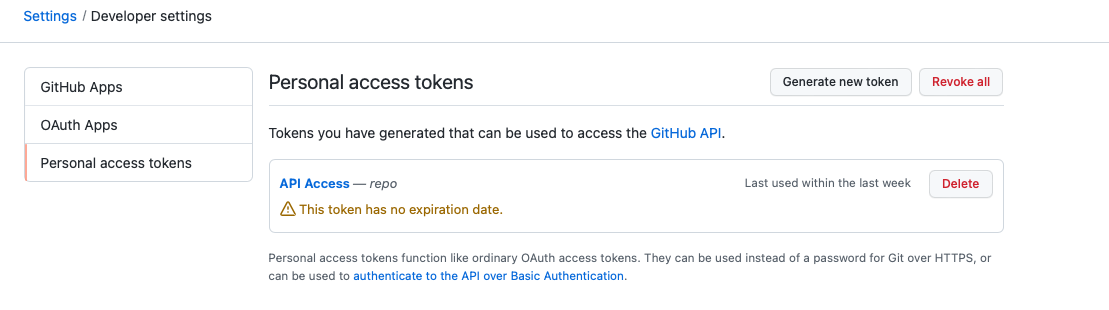 Settings / Developer settings
GitHub Apps
OAuth Apps
Personal access tokens
Personal access tokens
Generate new token
Revoke all
Tokens you have generated that can be used to access the GitHub API.
API Access — repo
Last used within the last week
Delete
This token has no expiration date.
Personal access tokens function like ordinary OAuth access tokens. They can be used instead of a password for Git over HTTPS, or
can be used to authenticate to the API over Basic Authentication.